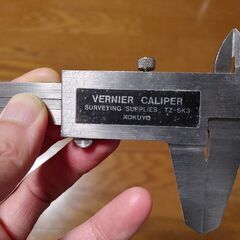 VERNIER CALIPER
SURVEYING SUPPLIES TZ-SK3
KOKUYO